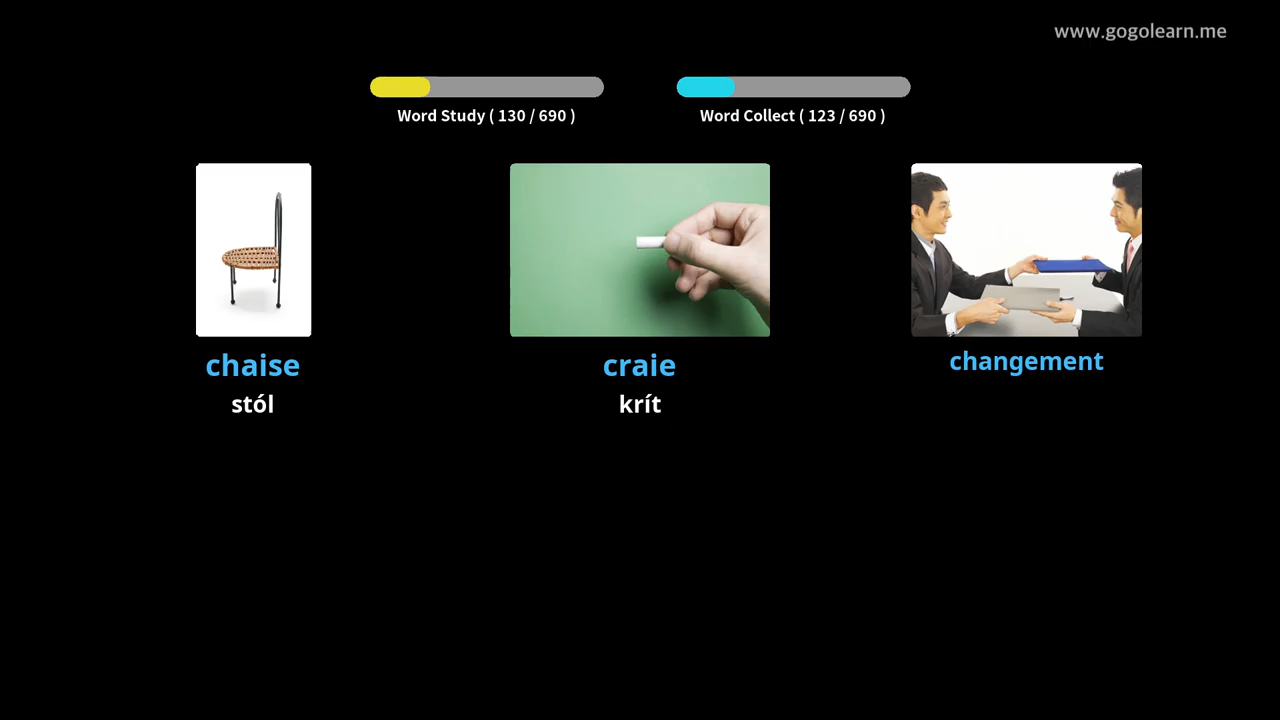 www.gogolearn.me
Word Study ( 130 / 690 )
Word Collect ( 123 / 690 )
chaise
stól
craie
krít
changement